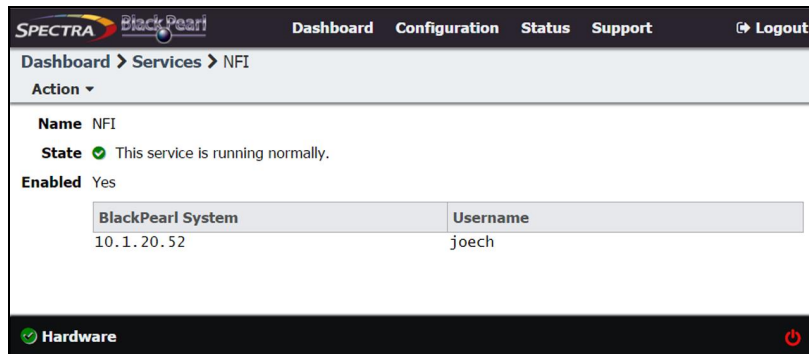 SPECTRA BlackPearl Dashboard Configuration Status Support Logout
Dashboard > Services > NFI
Action
Name NFI
State This service is running normally.
Enabled Yes
BlackPearl System Username
10.1.20.52 joech
Hardware